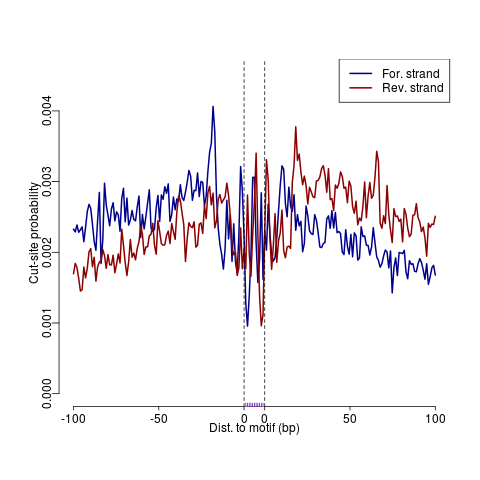 For. strand
Rev. strand
Cut-site probability
0.004
0.003
0.002
0.001
0.000
-100 -50 0 0 50 100
Dist. to motif (bp)